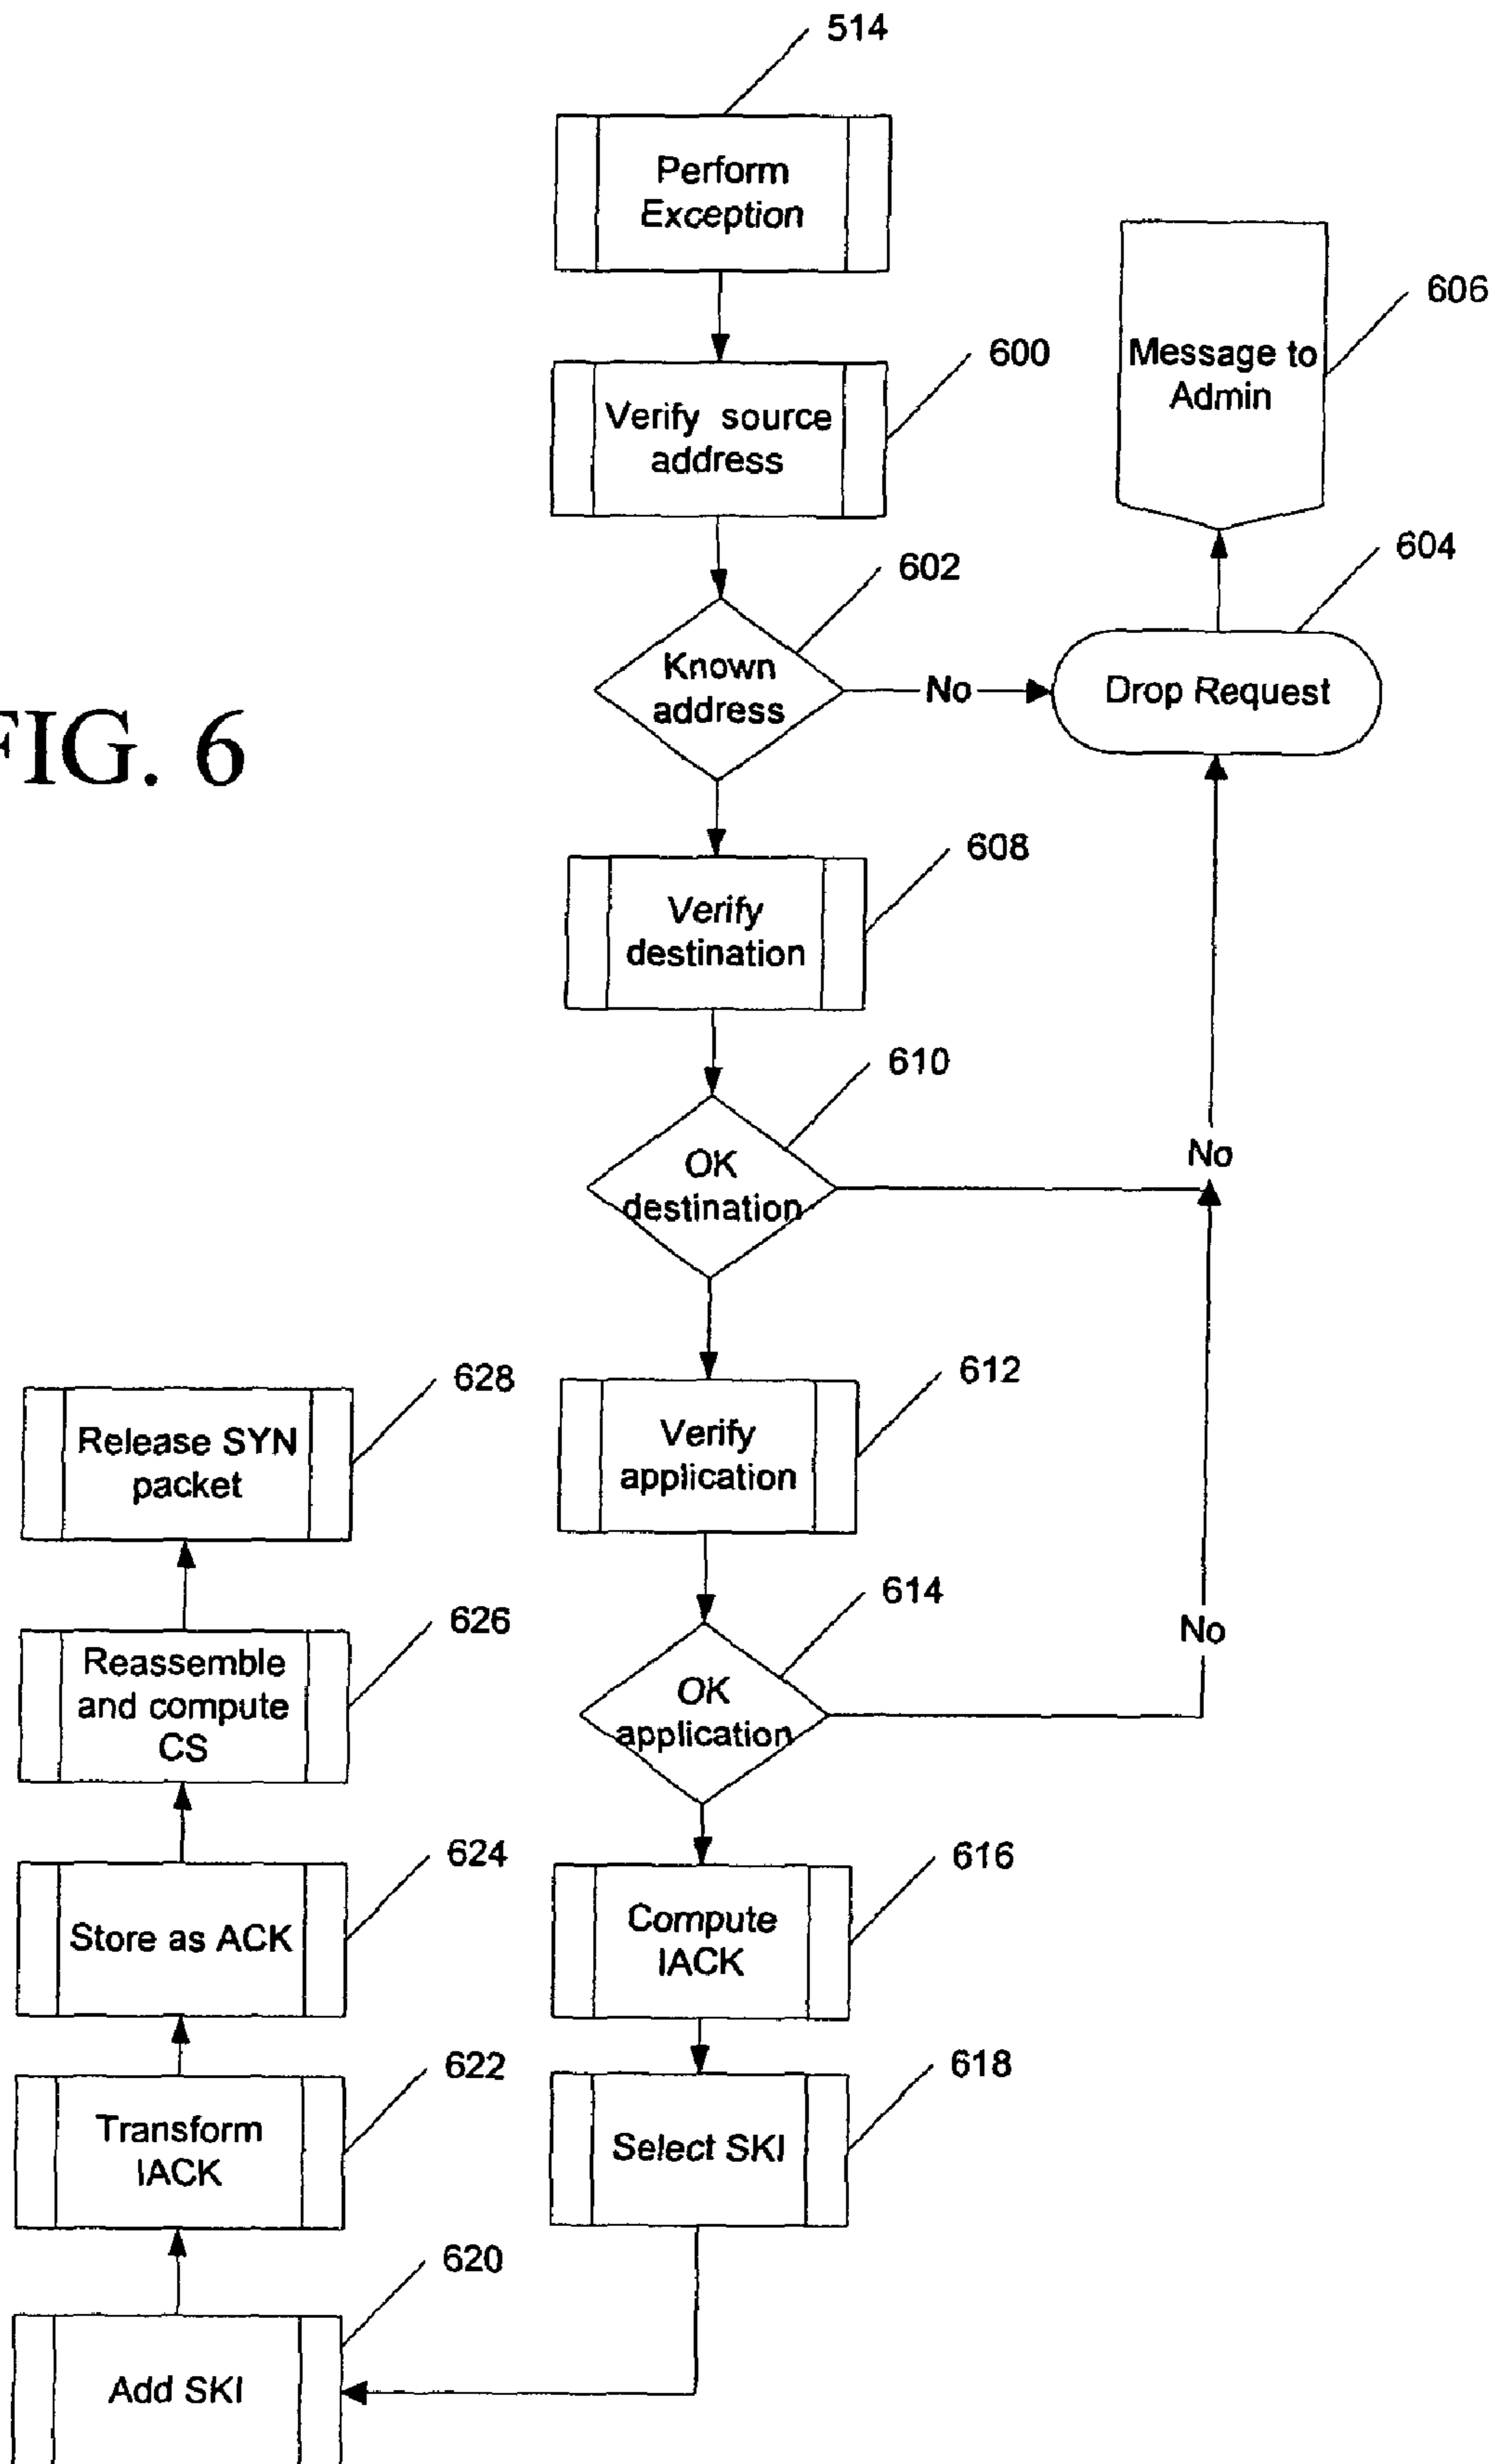 514
Perform
Exception
606
Message to
Admin
600
Verify source
address
604
602
Known
address
No
Drop Request
FIG. 6
608
Verify
destination
610
No
OK
destination
612
Verify
application
628
Release SYN
packet
614
No
OK
application
626
Reassemble
and compute
CS
616
Compute
IACK
624
Store as ACK
618
Select SKI
622
Transform
IACK
620
Add SKI